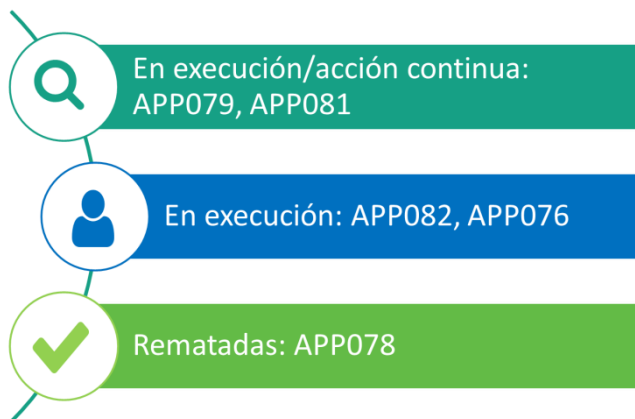 En execución/acción continua:
APP079, APP081
En execución: APP082, APP076
Rematadas: APP078